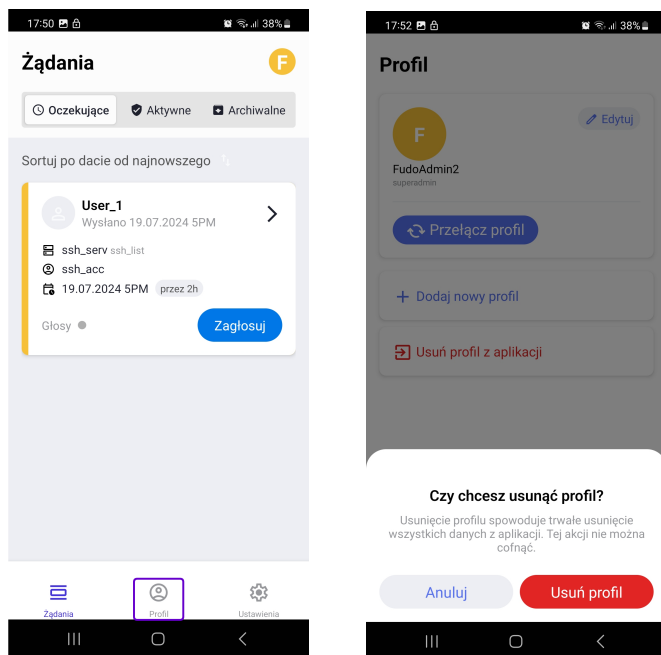 17:50 38%
Żądania F
Oczekujące Aktywne Archiwalne
Sortuj po dacie od najnowszego
User_1
Wysłano 19.07.2024 5PM
ssh_serv ssh_list
ssh_acc
19.07.2024 5PM przez 2h
Głosy Zagłosuj
Żądania Profil Ustawienia
17:52 38%
Profil
F Edytuj
FudoAdmin2
superadmin
Przełącz profil
+ Dodaj nowy profil
Usuń profil z aplikacji
Czy chcesz usunąć profil?
Usunięcie profilu spowoduje trwałe usunięcie
wszystkich danych z aplikacji. Tej akcji nie można
cofnąć.
Anuluj Usuń profil